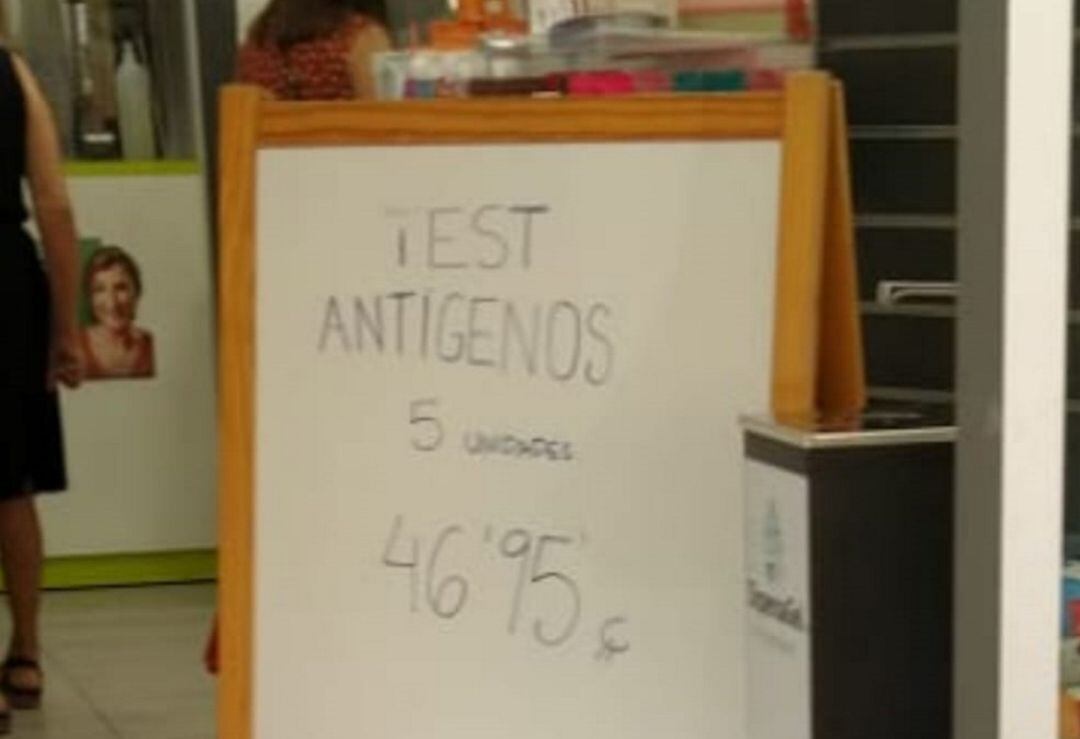 TEST
ANTIGENOS
5 UNIDADES
46'95 €